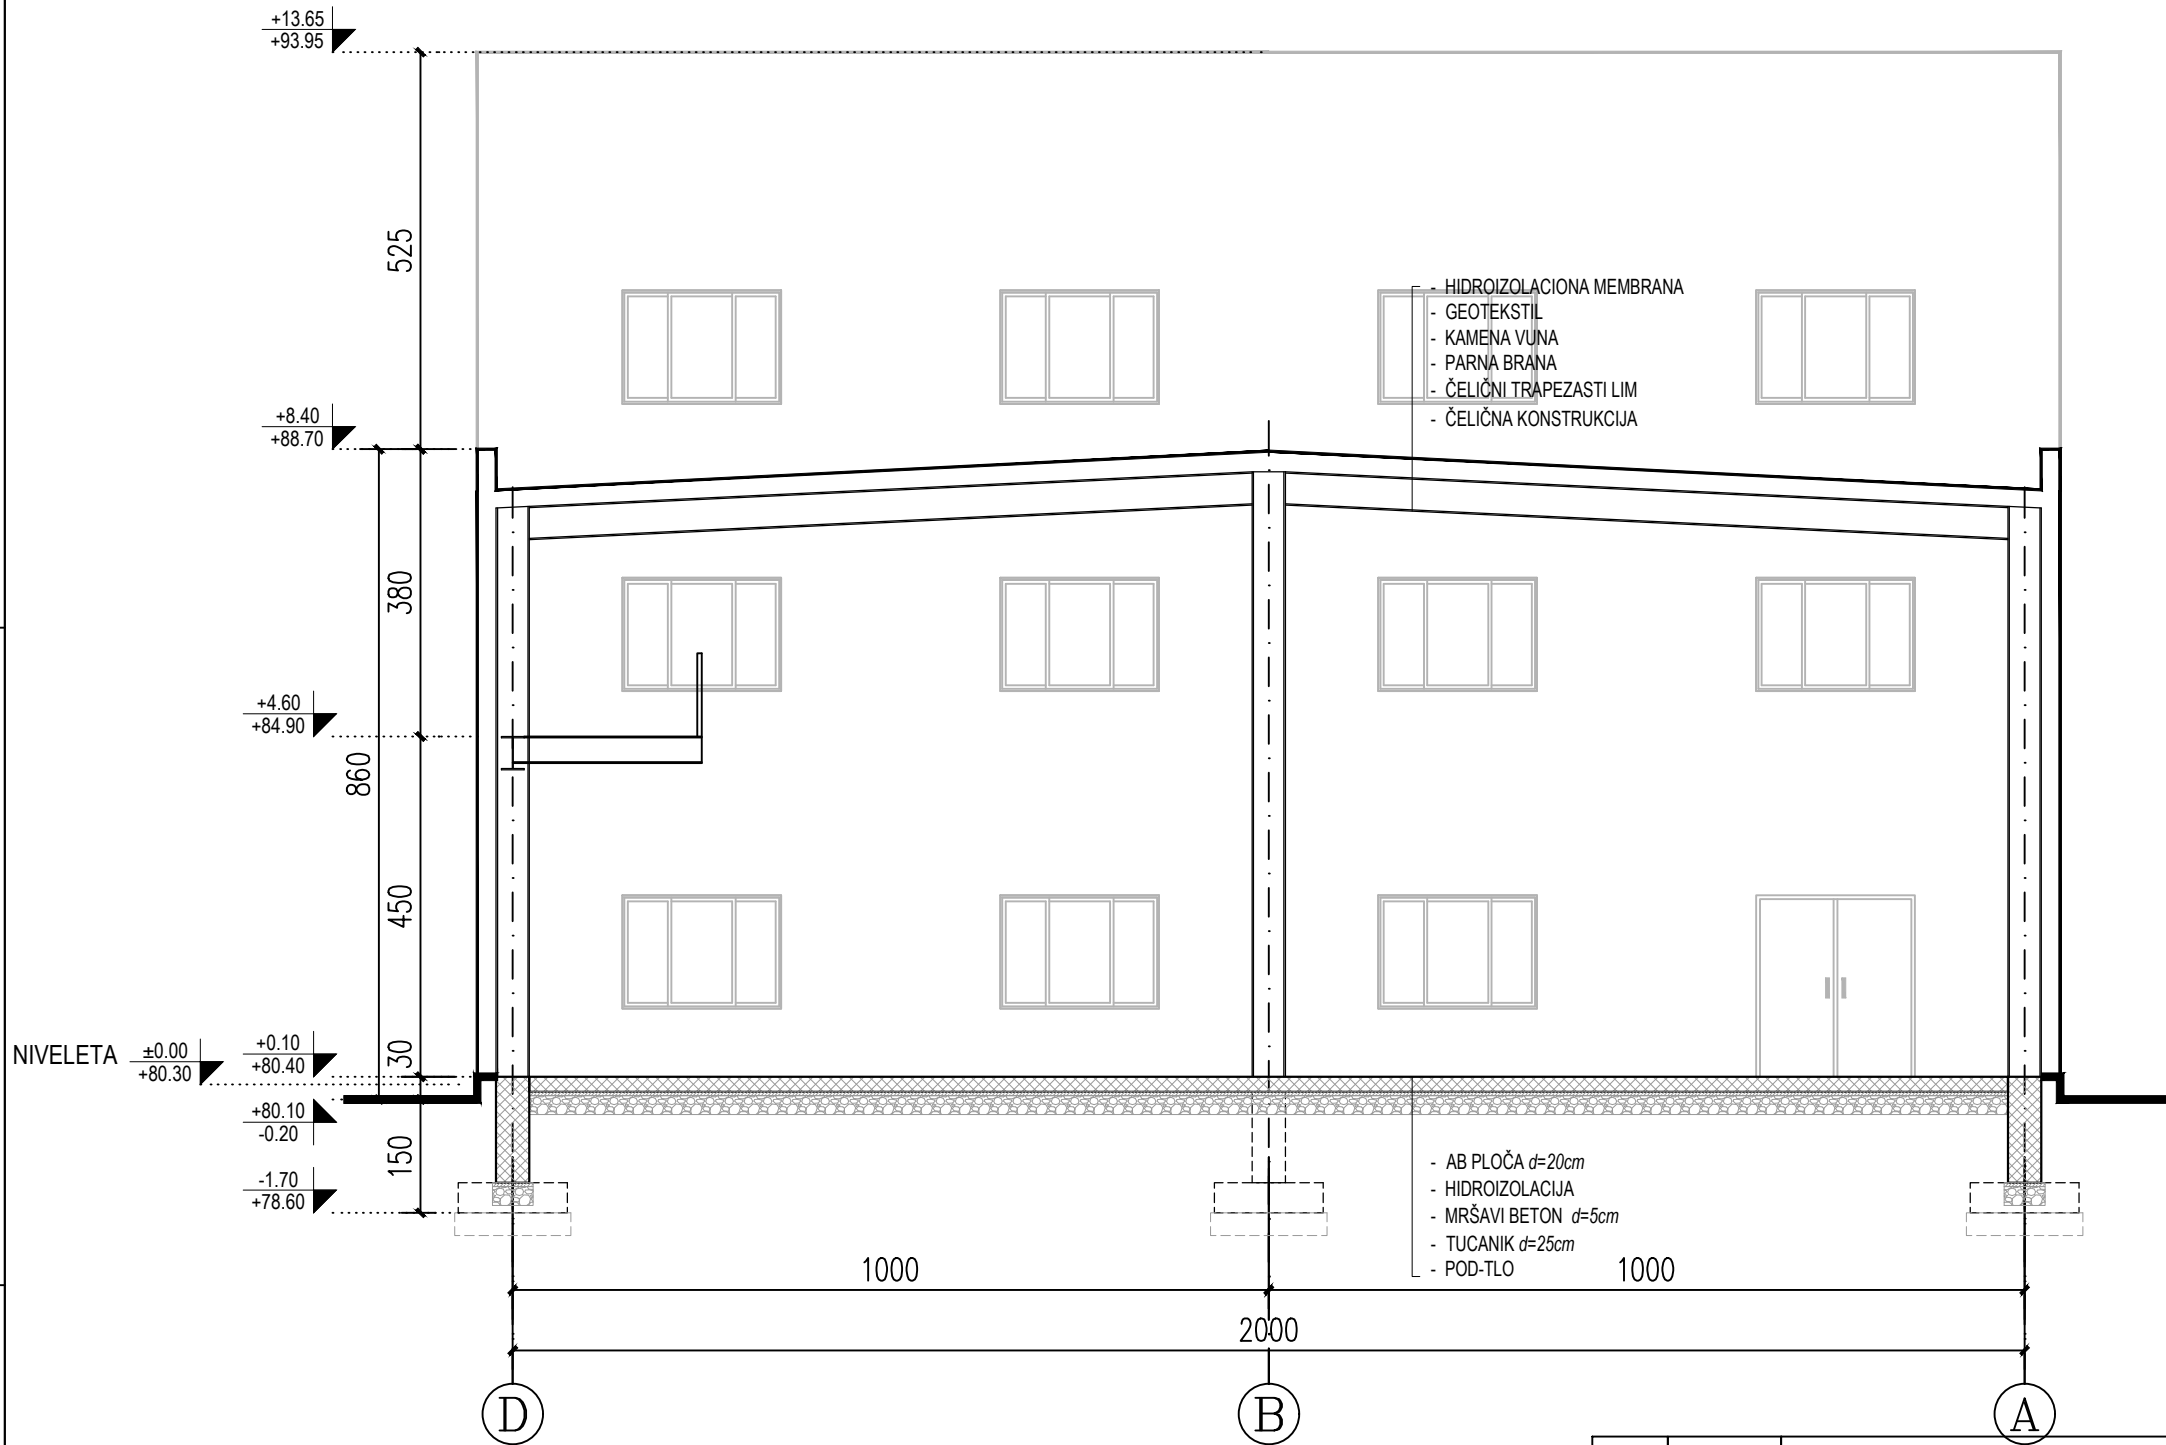 +13.65
+93.95
525
- HIDROIZOLACIONA MEMBRANA
- GEOTEKSTIL
- KAMENA VUNA
- PARNA BRANA
- ČELIČNI TRAPEZASTI LIM
- ČELIČNA KONSTRUKCIJA
+8.40
+88.70
380
+4.60
+84.90
860
450
NIVELETA
±0.00
+80.30
+0.10
+80.40
30
+80.10
-0.20
150
-1.70
+78.60
- AB PLOČA d=20cm
- HIDROIZOLACIJA
- MRŠAVI BETON d=5cm
- TUCANIK d=25cm
- POD-TLO
1000
1000
2000
D
B
A